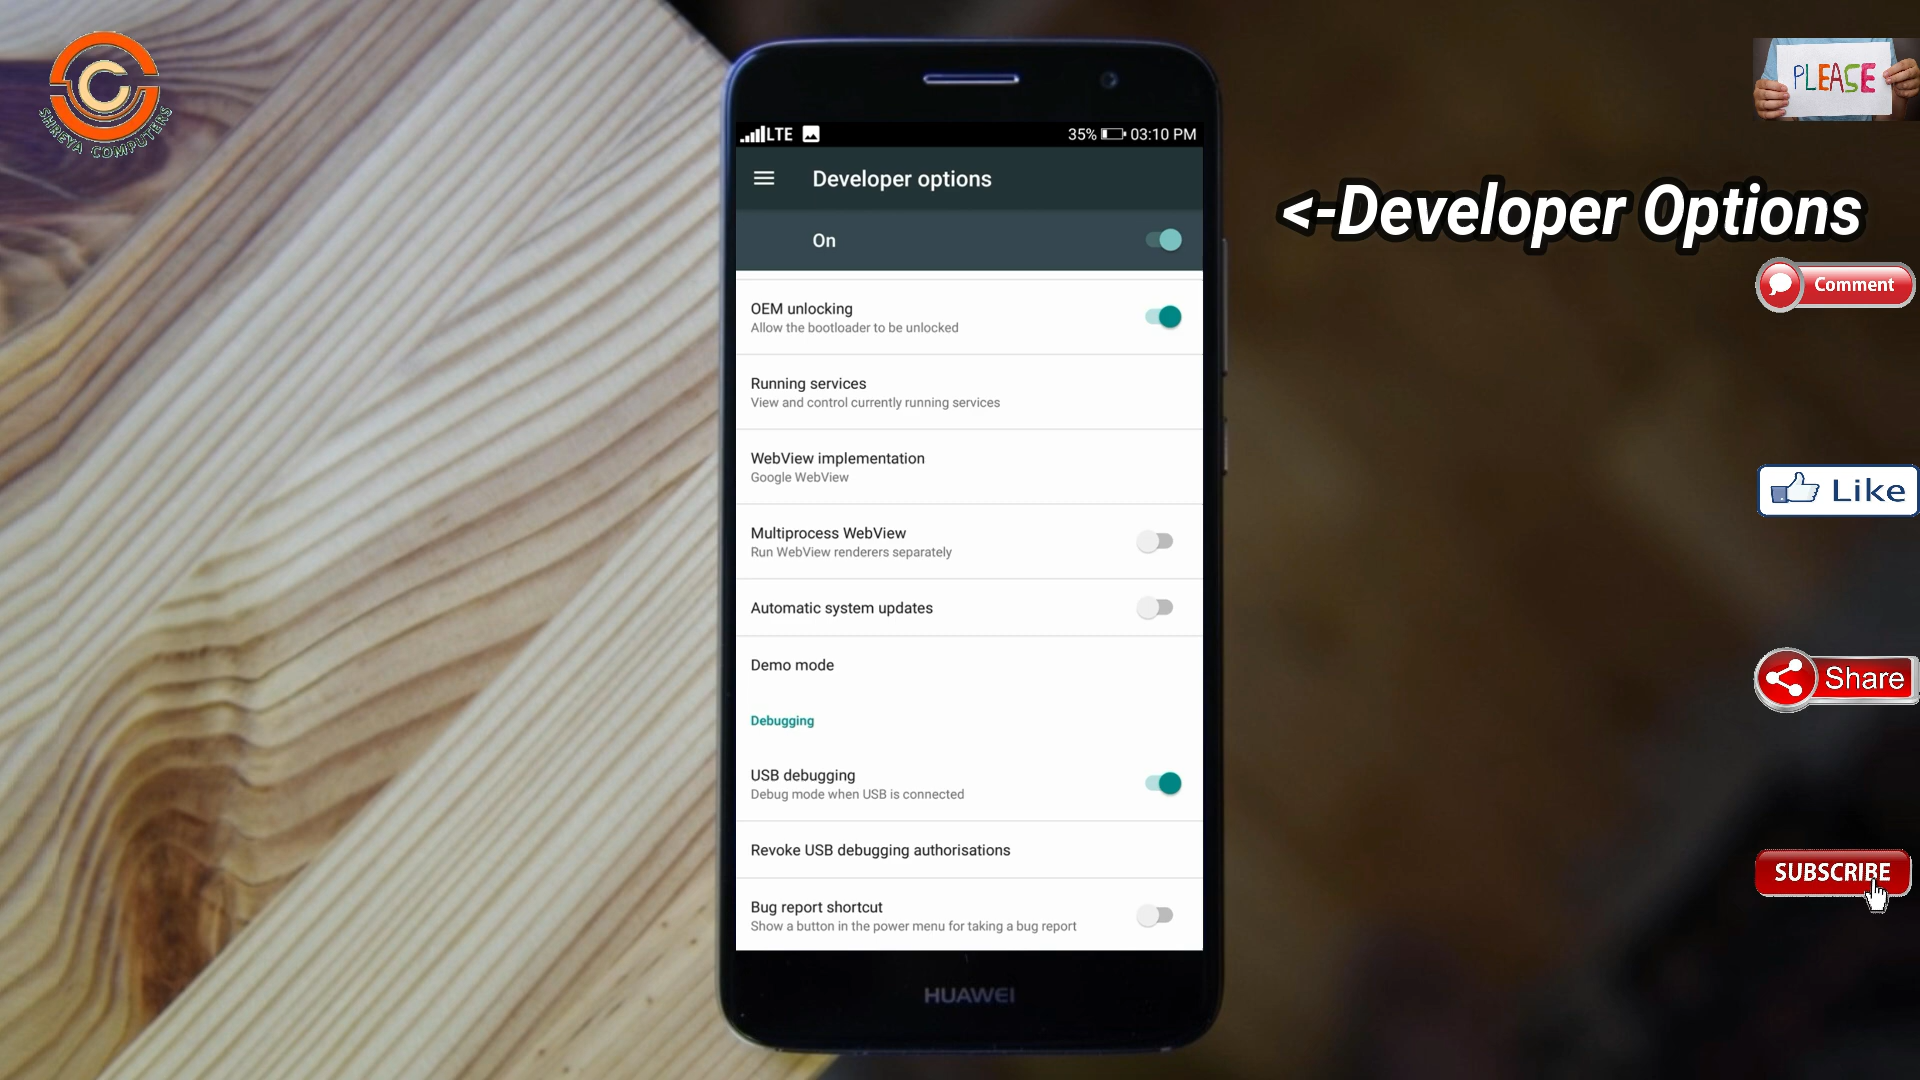 SHREYA COMPUTERS
PLEASE
LTE
35%
03:10 PM
Developer options
On
<-Developer Options
OEM unlocking
Allow the bootloader to be unlocked
Comment
Running services
View and control currently running services
WebView implementation
Google WebView
Like
Multiprocess WebView
Run WebView renderers separately
Automatic system updates
Demo mode
Share
Debugging
USB debugging
Debug mode when USB is connected
Revoke USB debugging authorisations
SUBSCRIBE
Bug report shortcut
Show a button in the power menu for taking a bug report
HUAWEI